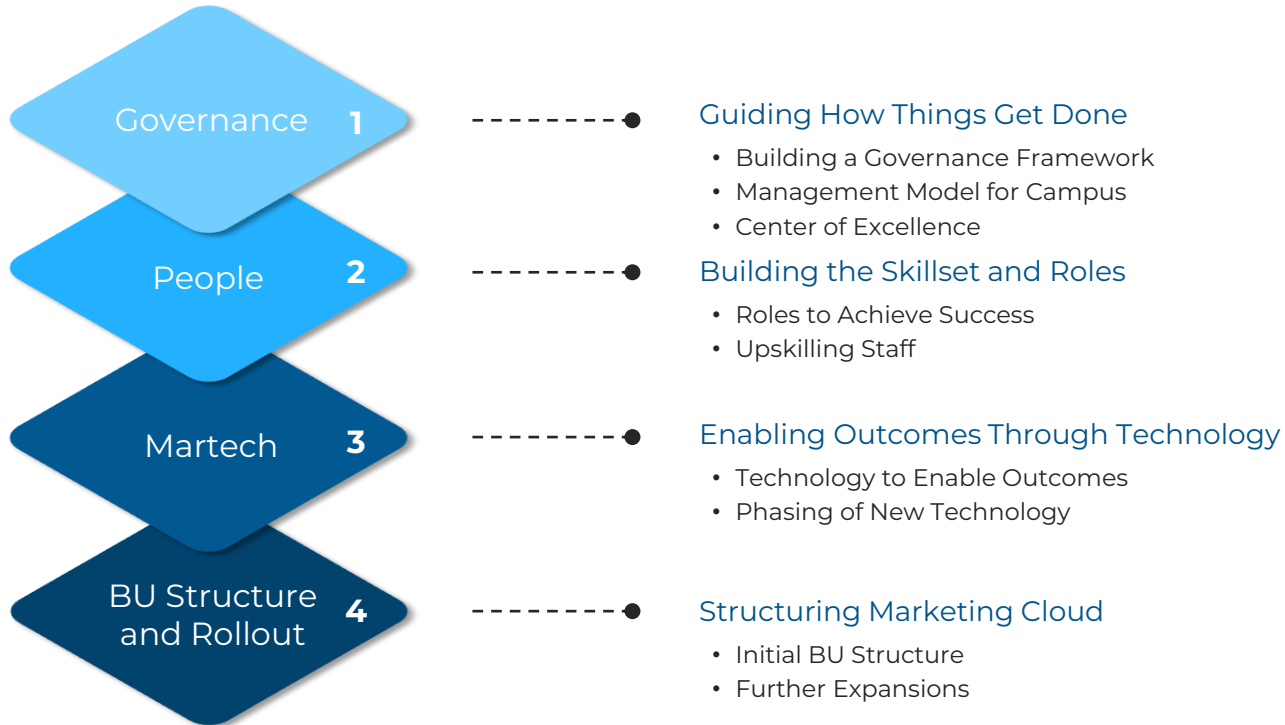 Governance 1
Guiding How Things Get Done
• Building a Governance Framework
• Management Model for Campus
• Center of Excellence
People 2
Building the Skillset and Roles
• Roles to Achieve Success
• Upskilling Staff
Martech 3
Enabling Outcomes Through Technology
• Technology to Enable Outcomes
• Phasing of New Technology
BU Structure
and Rollout 4
Structuring Marketing Cloud
• Initial BU Structure
• Further Expansions